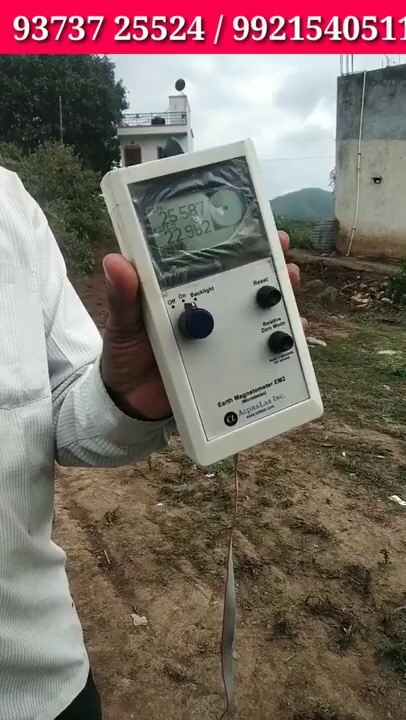 93737 25524 / 9921540511
25.587
22.962
Off On Backlight
Reset
Relative
Zero Mode
Earth Magnetometer EM2
(Microteslas)
ALPHALAB INC.